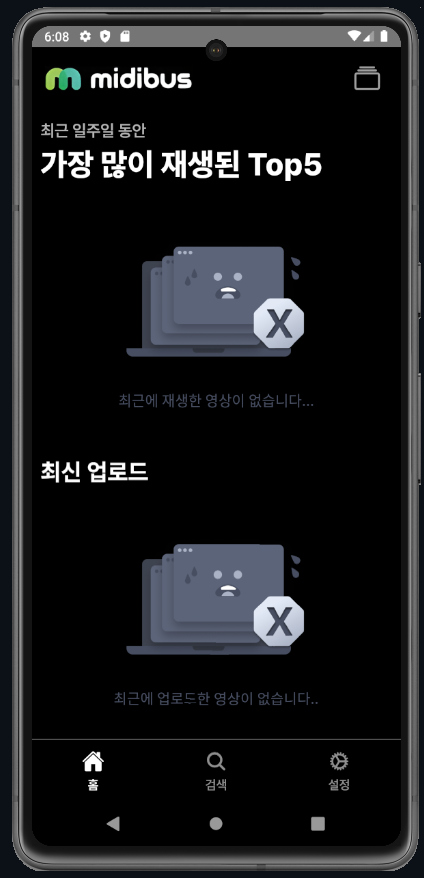 6:08
midibus
최근 일주일 동안
가장 많이 재생된 Top5
X
최근에 재생한 영상이 없습니다...
최신 업로드
X
최근에 업로드한 영상이 없습니다..
홈 검색 설정